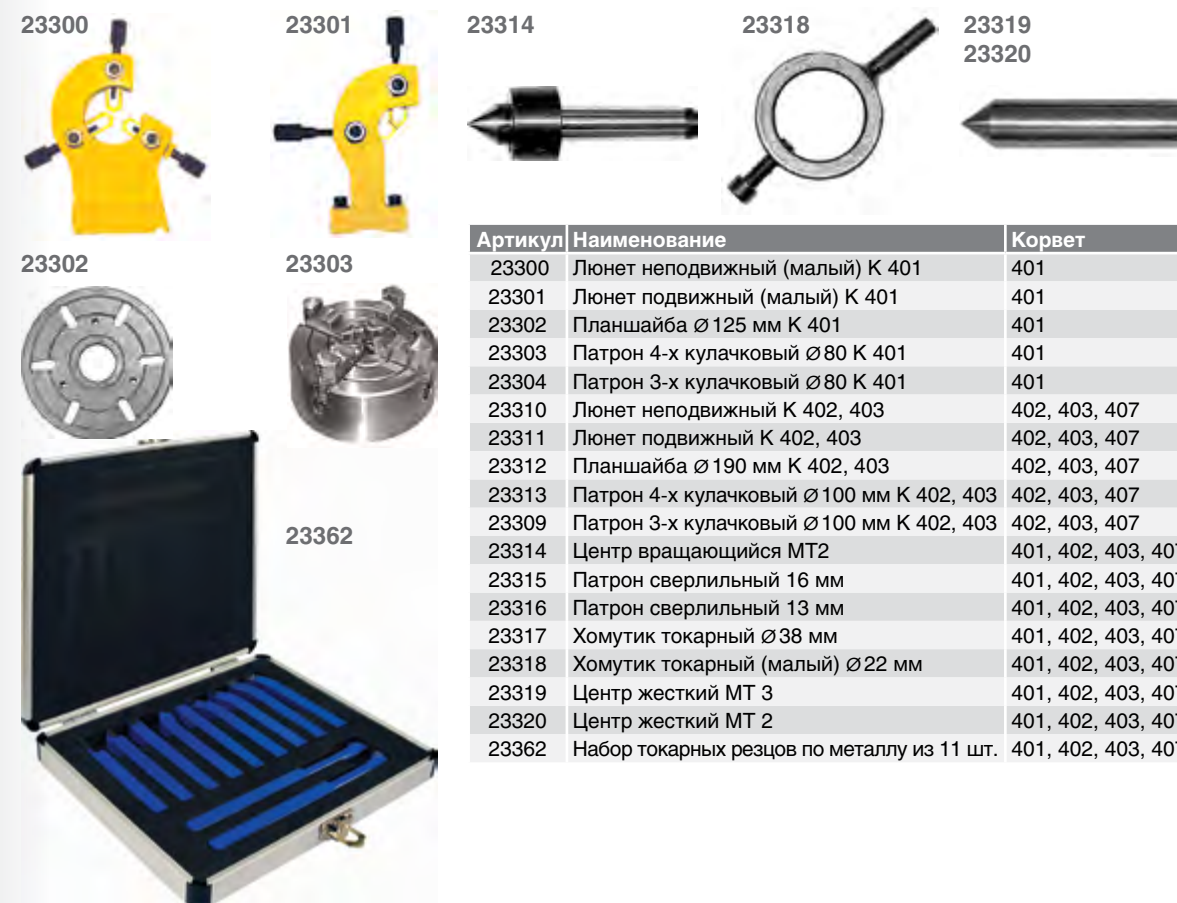 23300
23301
23314
23318
23319
23320
23302
23303
23362
Артикул Наименование Корвет
23300 Люнет неподвижный (малый) К 401 401
23301 Люнет подвижный (малый) К 401 401
23302 Планшайба ∅125 мм К 401 401
23303 Патрон 4-х кулачковый ∅80 К 401 401
23304 Патрон 3-х кулачковый ∅80 К 401 401
23310 Люнет неподвижный К 402, 403 402, 403, 407
23311 Люнет подвижный К 402, 403 402, 403, 407
23312 Планшайба ∅190 мм К 402, 403 402, 403, 407
23313 Патрон 4-х кулачковый ∅100 мм К 402, 403 402, 403, 407
23309 Патрон 3-х кулачковый ∅100 мм К 402, 403 402, 403, 407
23314 Центр вращающийся МТ2 401, 402, 403, 407
23315 Патрон сверлильный 16 мм 401, 402, 403, 407
23316 Патрон сверлильный 13 мм 401, 402, 403, 407
23317 Хомутик токарный ∅38 мм 401, 402, 403, 407
23318 Хомутик токарный (малый) ∅22 мм 401, 402, 403, 407
23319 Центр жесткий МТ 3 401, 402, 403, 407
23320 Центр жесткий МТ 2 401, 402, 403, 407
23362 Набор токарных резцов по металлу из 11 шт. 401, 402, 403, 407